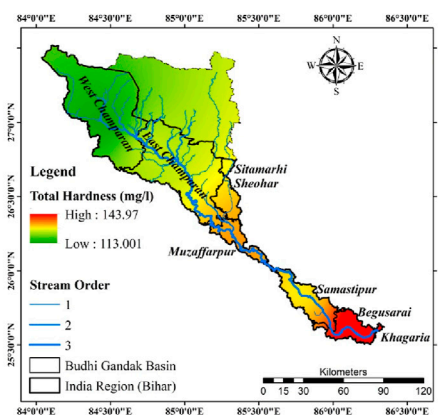 84°0'0"E 84°30'0"E 85°0'0"E 85°30'0"E 86°0'0"E 86°30'0"E
N
W E
S
27°0'0"N
26°30'0"N
26°0'0"N
25°30'0"N
West Champaran
East Champaran
Sitamarhi
Sheohar
Muzaffarpur
Samastipur
Begusarai
Khagaria
Legend
Total Hardness (mg/l)
High : 143.97
Low : 113.001
Stream Order
1
2
3
Budhi Gandak Basin
India Region (Bihar)
Kilometers
0 15 30 60 90 120
84°0'0"E 84°30'0"E 85°0'0"E 85°30'0"E 86°0'0"E 86°30'0"E